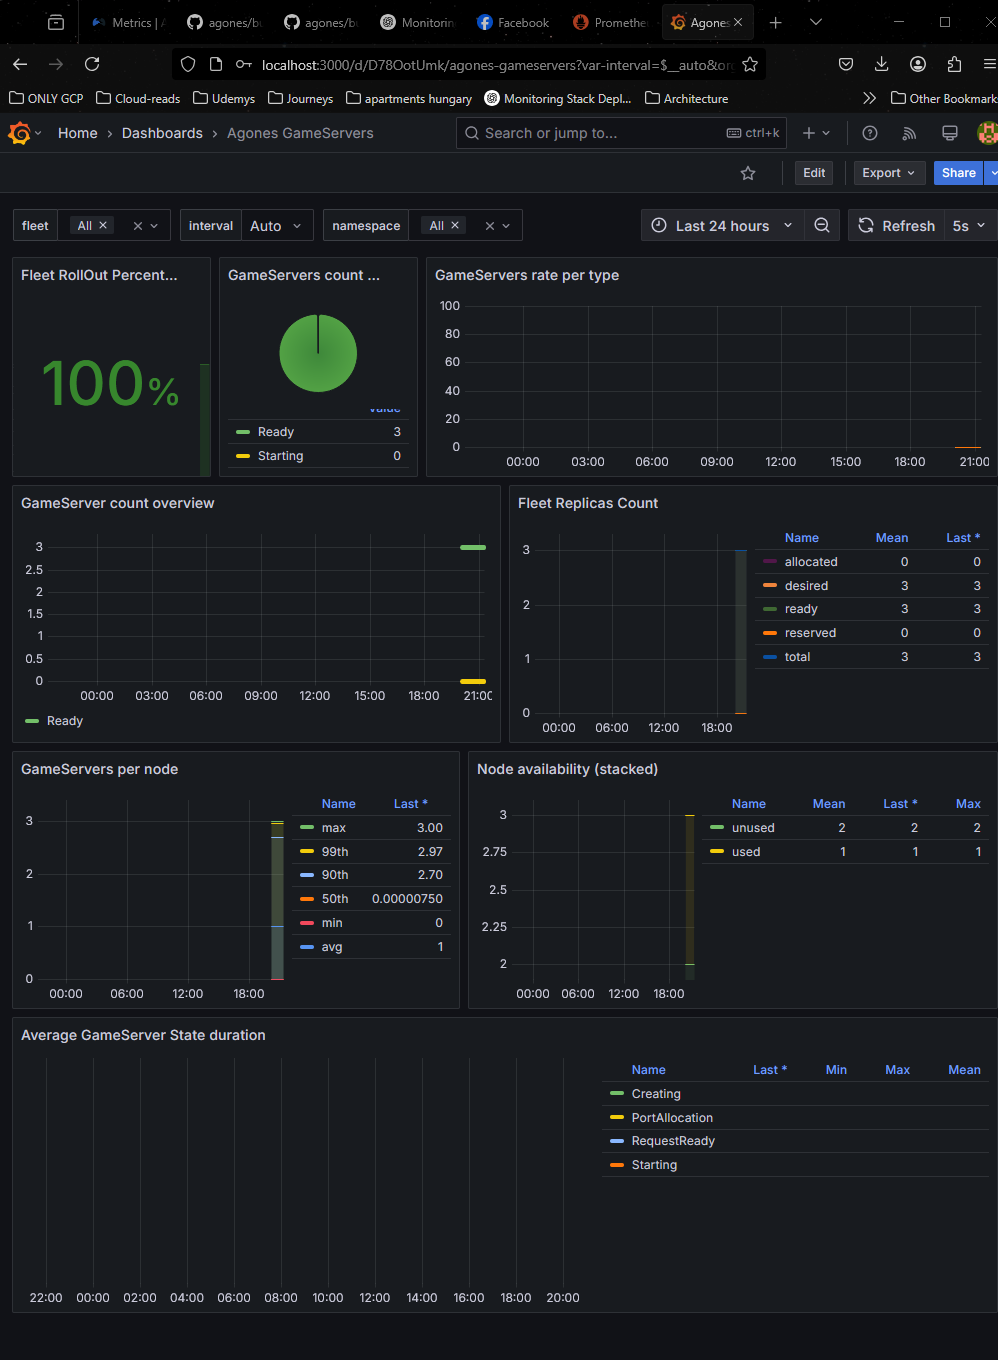 Metrics | A
agones/bu
agones/bu
Monitorin
Facebook
Prometheu
Agones
localhost:3000/d/D78OotUmk/agones-gameservers?var-interval=$__auto&org
ONLY GCP Cloud-reads Udemys Journeys apartments hungary Monitoring Stack Depl... Architecture Other Bookmarks
Home › Dashboards › Agones GameServers
Search or jump to... ctrl+k
Edit Export Share
fleet All interval Auto namespace All
Last 24 hours Refresh 5s
Fleet RollOut Percent...
100%
GameServers count ...
Value
Ready 3
Starting 0
GameServers rate per type
100
80
60
40
20
0
00:00 03:00 06:00 09:00 12:00 15:00 18:00 21:00
GameServer count overview
3
2.5
2
1.5
1
0.5
0
00:00 03:00 06:00 09:00 12:00 15:00 18:00 21:00
Ready
Fleet Replicas Count
3
2
1
0
00:00 06:00 12:00 18:00
Name Mean Last *
allocated 0 0
desired 3 3
ready 3 3
reserved 0 0
total 3 3
GameServers per node
3
2
1
0
00:00 06:00 12:00 18:00
Name Last *
max 3.00
99th 2.97
90th 2.70
50th 0.00000750
min 0
avg 1
Node availability (stacked)
3
2.75
2.5
2.25
2
00:00 06:00 12:00 18:00
Name Mean Last * Max
unused 2 2 2
used 1 1 1
Average GameServer State duration
22:00 00:00 02:00 04:00 06:00 08:00 10:00 12:00 14:00 16:00 18:00 20:00
Name Last * Min Max Mean
Creating
PortAllocation
RequestReady
Starting